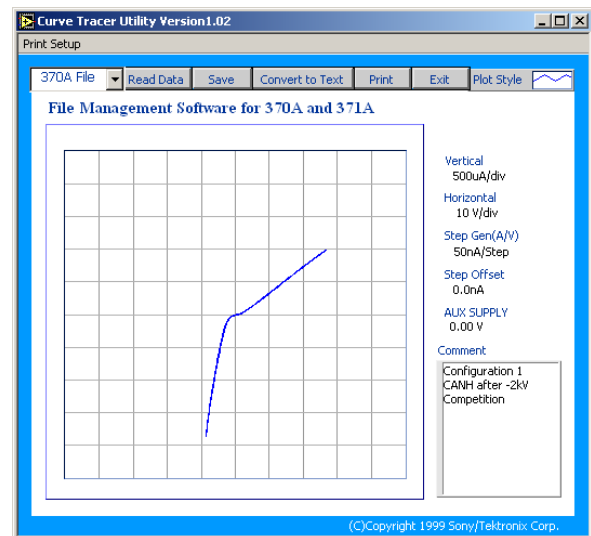 Curve Tracer Utility Version1.02
Print Setup
370A File Read Data Save Convert to Text Print Exit Plot Style
File Management Software for 370A and 371A
Vertical
500uA/div
Horizontal
10 V/div
Step Gen(A/V)
50nA/Step
Step Offset
0.0nA
AUX SUPPLY
0.00 V
Comment
Configuration 1
CANH after -2kV
Competition
(C)Copyright 1999 Sony/Tektronix Corp.